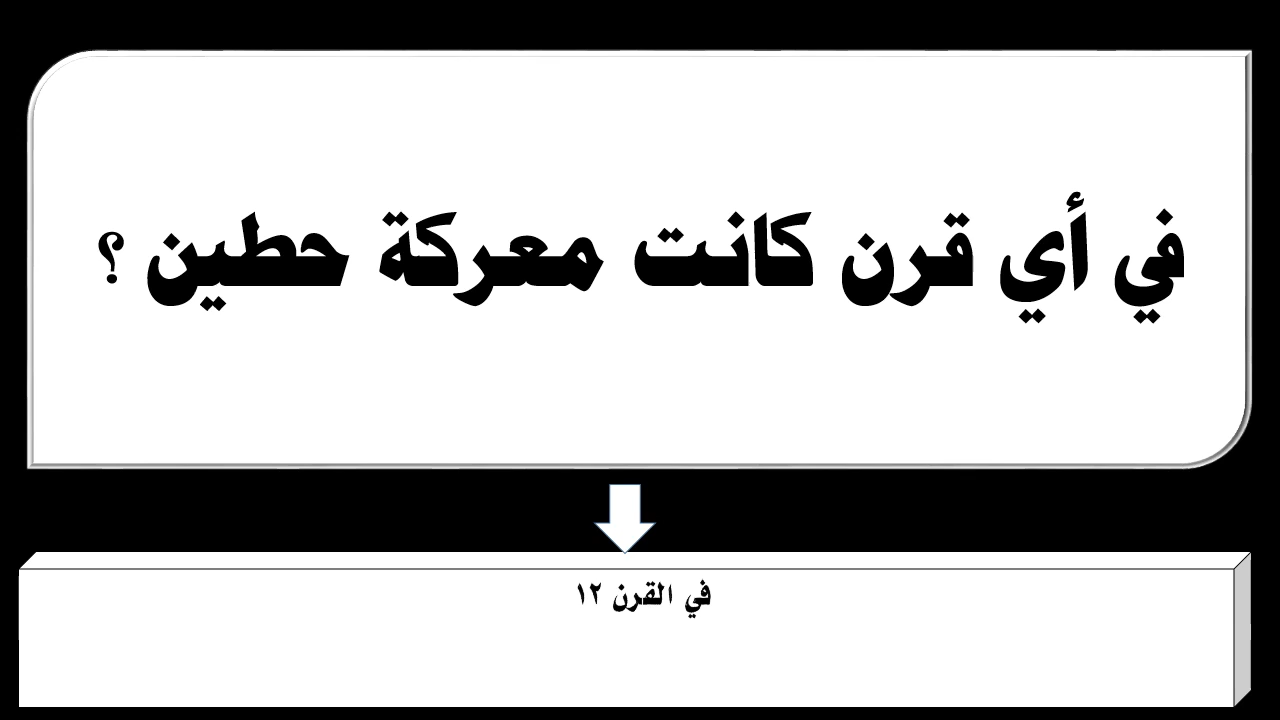 في أي قرن كانت معركة حطين ؟
في القرن ١٢